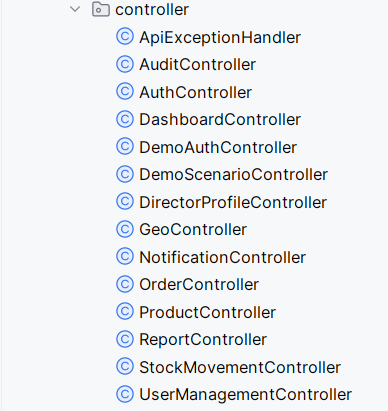 controller
ApiExceptionHandler
AuditController
AuthController
DashboardController
DemoAuthController
DemoScenarioController
DirectorProfileController
GeoController
NotificationController
OrderController
ProductController
ReportController
StockMovementController
UserManagementController